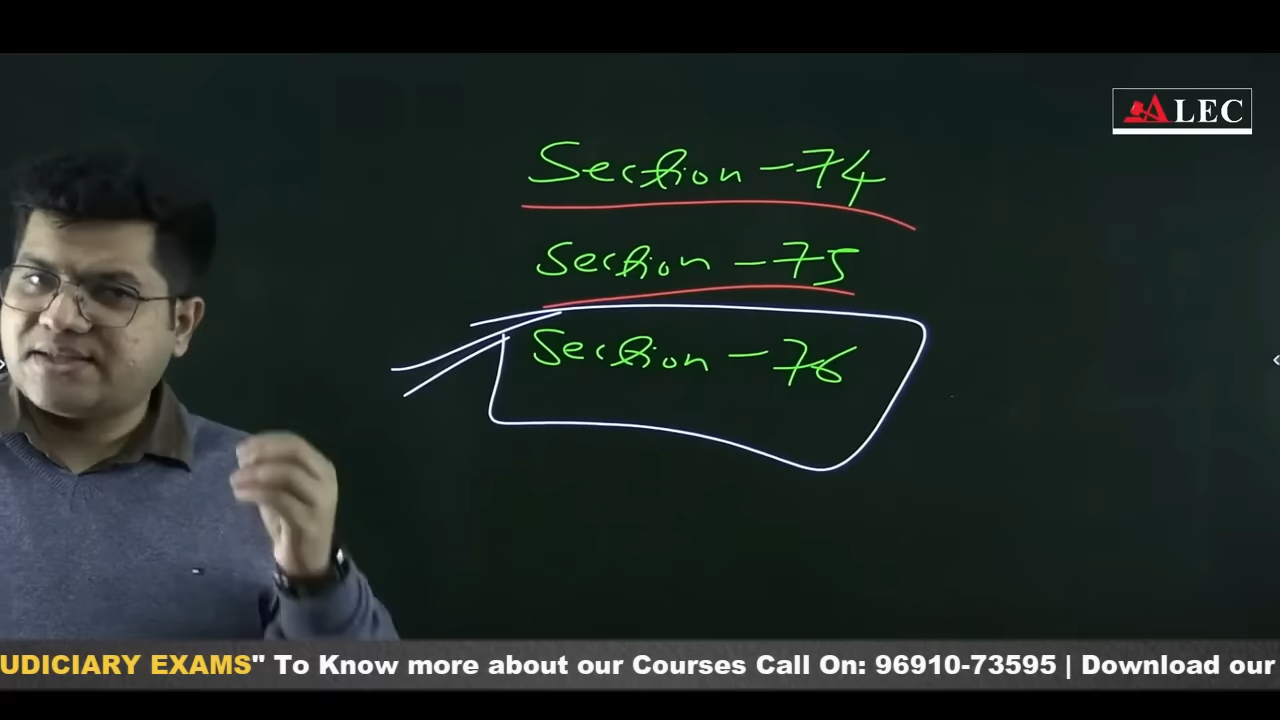 ALEC
Section-74
Section-75
Section-76
UDICIARY EXAMS" To Know more about our Courses Call On: 96910-73595 | Download our